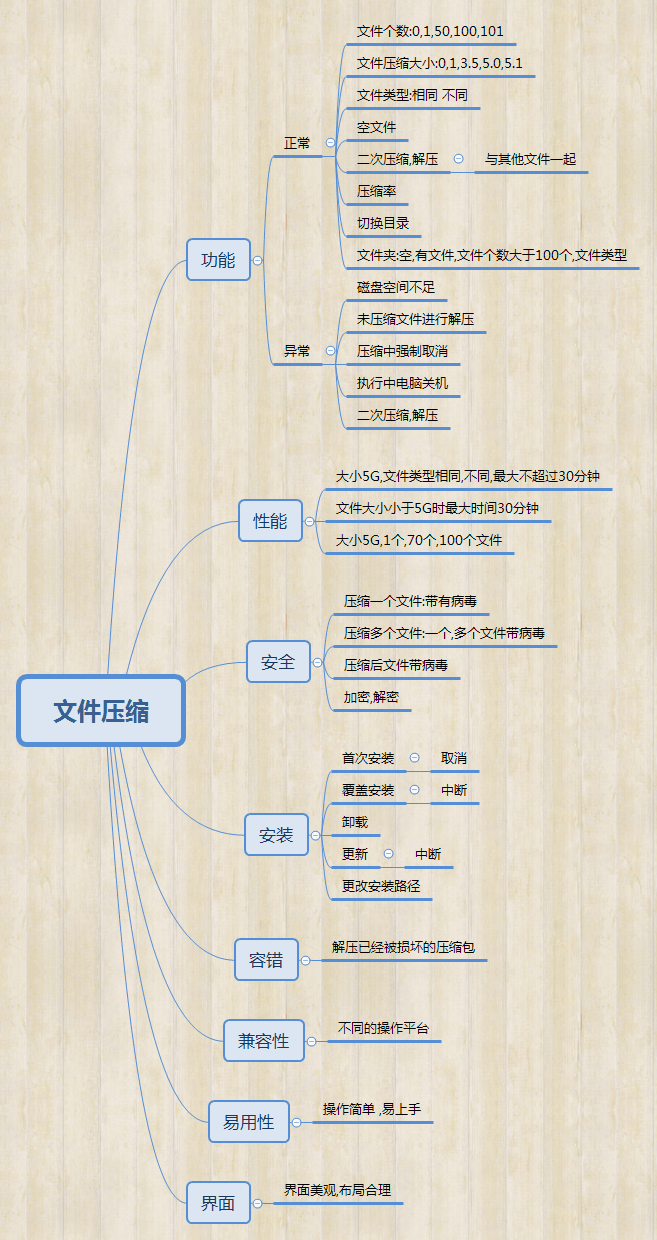 文件压缩
功能
正常
文件个数:0,1,50,100,101
文件压缩大小:0,1,3.5,5.0,5.1
文件类型:相同 不同
空文件
二次压缩,解压
与其他文件一起
压缩率
切换目录
文件夹:空,有文件,文件个数大于100个,文件类型
异常
磁盘空间不足
未压缩文件进行解压
压缩中强制取消
执行中电脑关机
二次压缩,解压
性能
大小5G,文件类型相同,不同,最大不超过30分钟
文件大小小于5G时最大时间30分钟
大小5G,1个,70个,100个文件
安全
压缩一个文件:带有病毒
压缩多个文件:一个,多个文件带病毒
压缩后文件带病毒
加密,解密
安装
首次安装
取消
覆盖安装
中断
卸载
更新
中断
更改安装路径
容错
解压已经被损坏的压缩包
兼容性
不同的操作平台
易用性
操作简单 ,易上手
界面
界面美观,布局合理